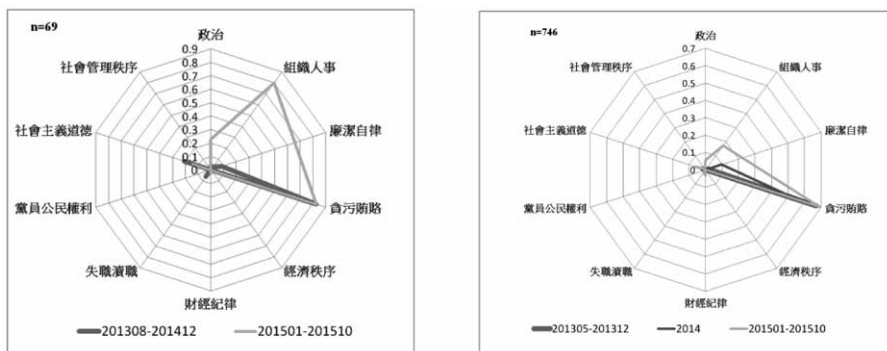 n=69
政治
組織人事
廉潔自律
貪污賄賂
經濟秩序
財經紀律
失職瀆職
黨員公民權利
社會主義道德
社會管理秩序
0.9
0.8
0.7
0.6
0.5
0.4
0.3
0.2
0.1
0
201308-201412
201501-201510
n=746
政治
組織人事
廉潔自律
貪污賄賂
經濟秩序
財經紀律
失職瀆職
黨員公民權利
社會主義道德
社會管理秩序
0.7
0.6
0.5
0.4
0.3
0.2
0.1
0
201305-201312
2014
201501-201510